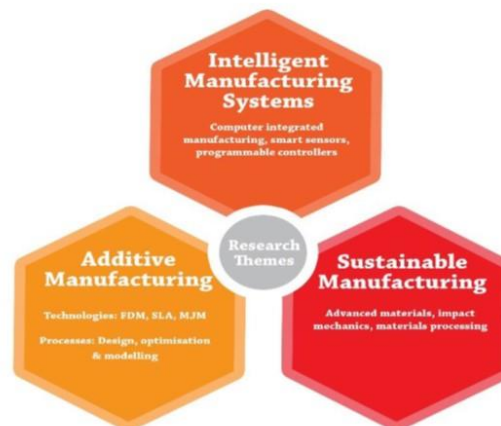 Intelligent
Manufacturing
Systems
Computer integrated
manufacturing, smart sensors,
programmable controllers
Research
Themes
Additive
Manufacturing
Technologies: FDM, SLA, MJM
Processes: Design, optimisation
& modelling
Sustainable
Manufacturing
Advanced materials, impact
mechanics, materials processing